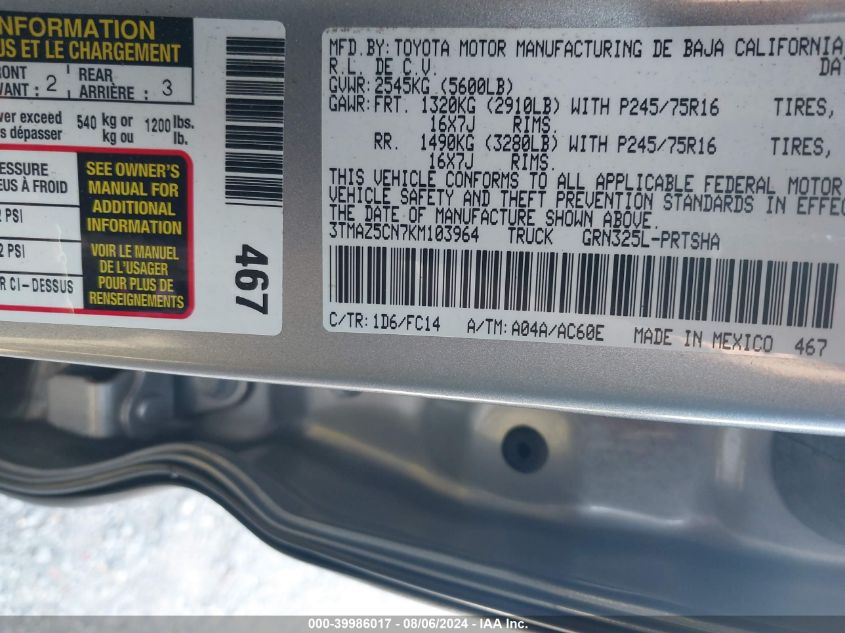 INFORMATION
US ET LE CHARGEMENT
RONT 2 REAR 3
VANT : ARRIÈRE :
ver exceed 540 kg or 1200 lbs.
s dépasser kg ou lb.
ESSURE
EUS À FROID
PSI
2 PSI
R CI-DESSUS
SEE OWNER'S
MANUAL FOR
ADDITIONAL
INFORMATION
VOIR LE MANUEL
DE L'USAGER
POUR PLUS DE
RENSEIGNEMENTS
467
MFD. BY: TOYOTA MOTOR MANUFACTURING DE BAJA CALIFORNIA
R.L. DE C.V. DAT
GVWR: 2545KG (5600LB)
GAWR: FRT. 1320KG (2910LB) WITH P245/75R16 TIRES,
16X7J RIMS.
RR. 1490KG (3280LB) WITH P245/75R16 TIRES,
16X7J RIMS.
THIS VEHICLE CONFORMS TO ALL APPLICABLE FEDERAL MOTOR
VEHICLE SAFETY AND THEFT PREVENTION STANDARDS IN EFFEC
THE DATE OF MANUFACTURE SHOWN ABOVE.
3TMAZ5CN7KM103964 TRUCK GRN325L-PRTSHA
C/TR: 1D6/FC14 A/TM: A04A/AC60E MADE IN MEXICO 467
000-39986017 - 08/06/2024 - IAA Inc.